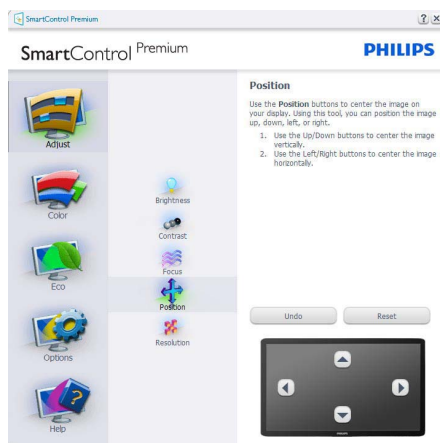 SmartControl Premium
SmartControl Premium
PHILIPS
Adjust
Color
Eco
Options
Help
Brightness
Contrast
Focus
Position
Resolution
Position
Use the Position buttons to center the image on
your display. Using this tool, you can position the image
up, down, left, or right.
1. Use the Up/Down buttons to center the image
vertically.
2. Use the Left/Right buttons to center the image
horizontally.
Undo
Reset
PHILIPS